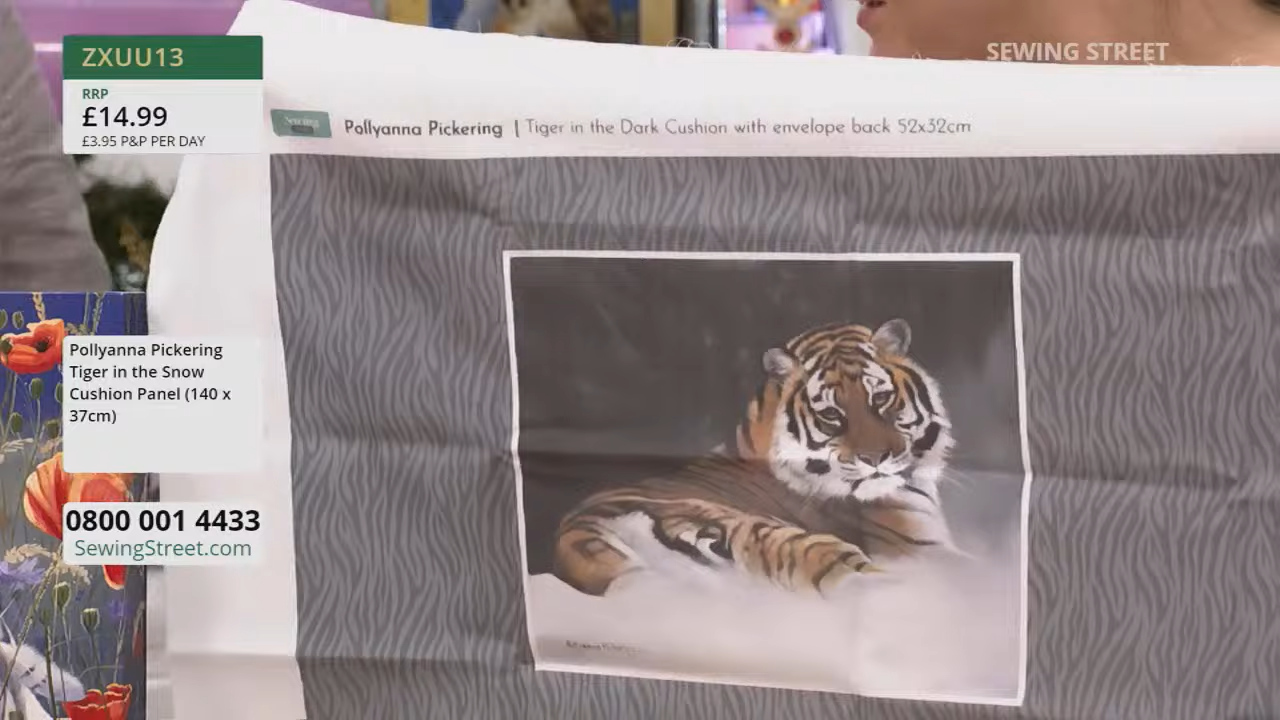 ZXUU13
RRP
£14.99
£3.95 P&P PER DAY
SEWING STREET
Sewing
Pollyanna Pickering | Tiger in the Dark Cushion with envelope back 52x32cm
Pollyanna Pickering
Tiger in the Snow
Cushion Panel (140 x
37cm)
0800 001 4433
SewingStreet.com